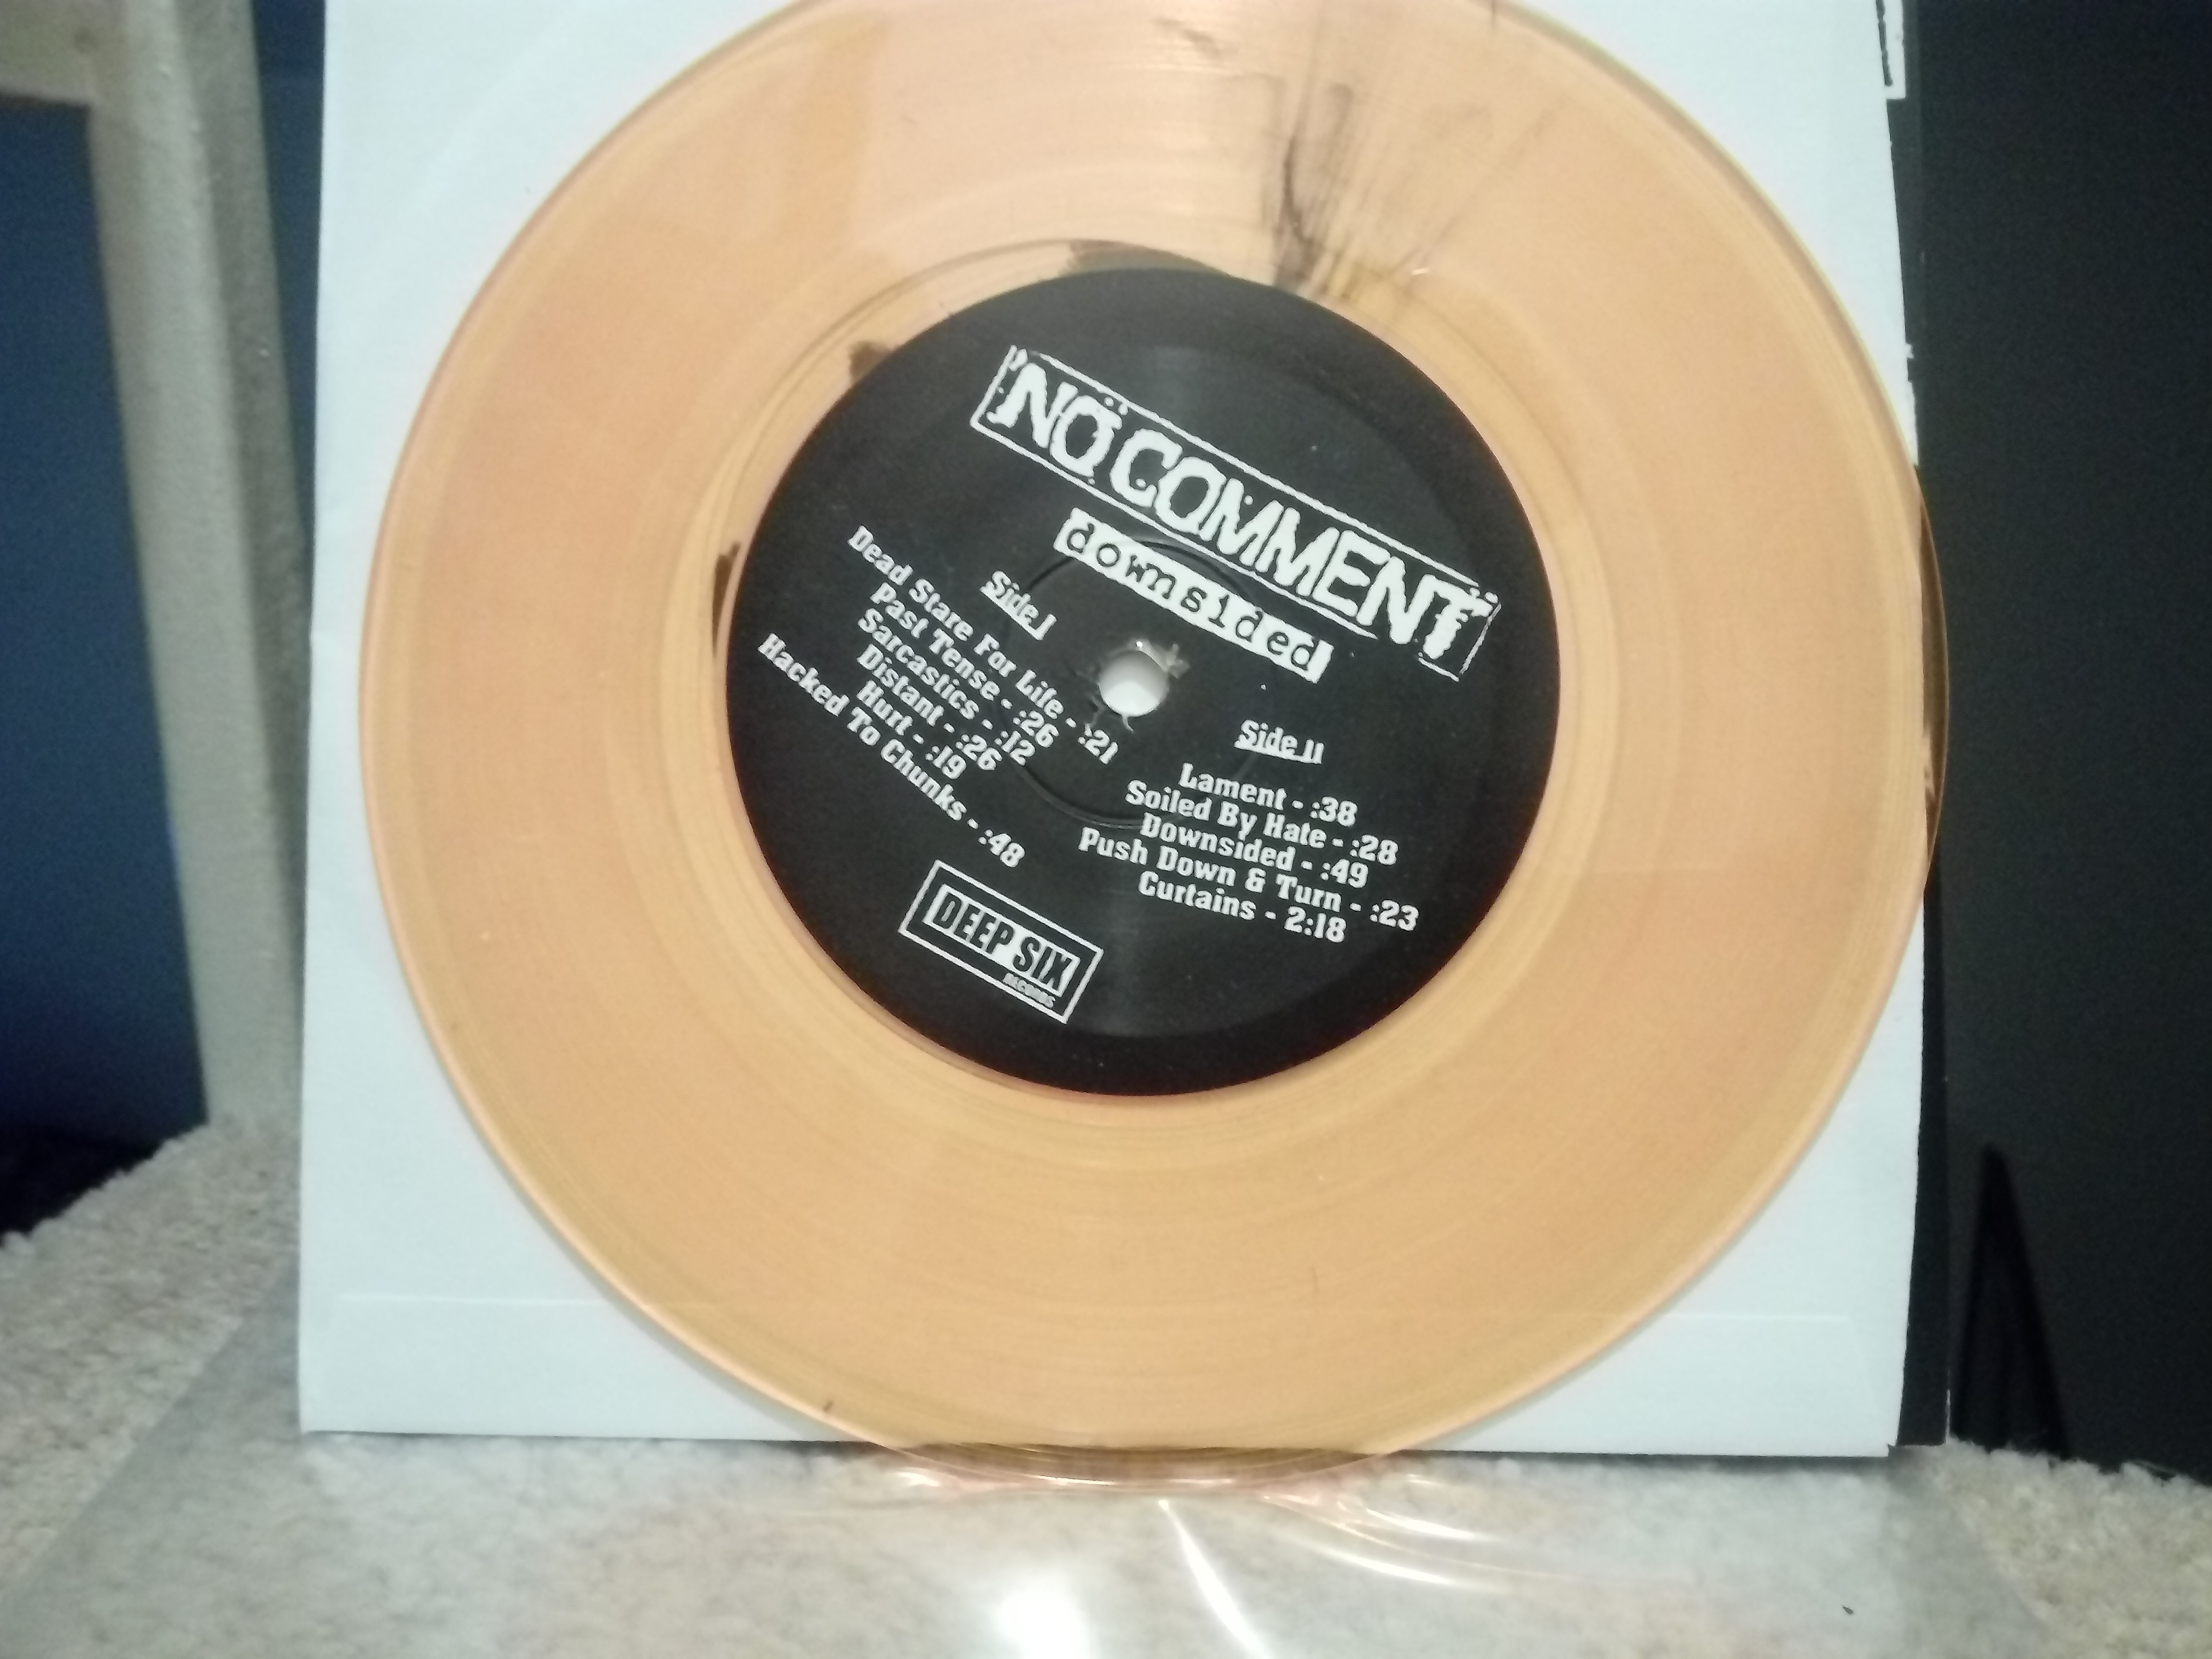 NÖ COMMENT̈
downsided
Side I
Dead Stare For Life - :21
Past Tense - :26
Sarcastics - :12
Distant - :26
Hurt - :19
Hacked To Chunks - :48
Side II
Lament - :38
Soiled By Hate - :28
Downsided - :49
Push Down & Turn - :23
Curtains - 2:18
DEEP SIX
RECORDS